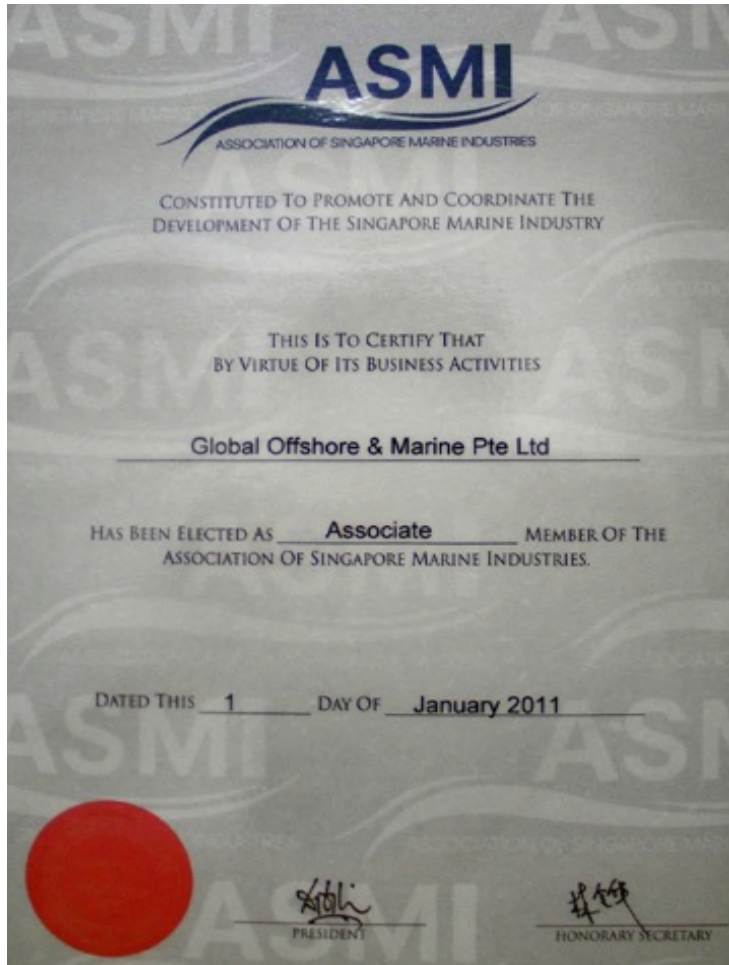 ASMI
ASSOCIATION OF SINGAPORE MARINE INDUSTRIES
CONSTITUTED TO PROMOTE AND COORDINATE THE
DEVELOPMENT OF THE SINGAPORE MARINE INDUSTRY
THIS IS TO CERTIFY THAT
BY VIRTUE OF ITS BUSINESS ACTIVITIES
Global Offshore & Marine Pte Ltd
HAS BEEN ELECTED AS Associate MEMBER OF THE
ASSOCIATION OF SINGAPORE MARINE INDUSTRIES.
DATED THIS 1 DAY OF January 2011
PRESIDENT
HONORARY SECRETARY